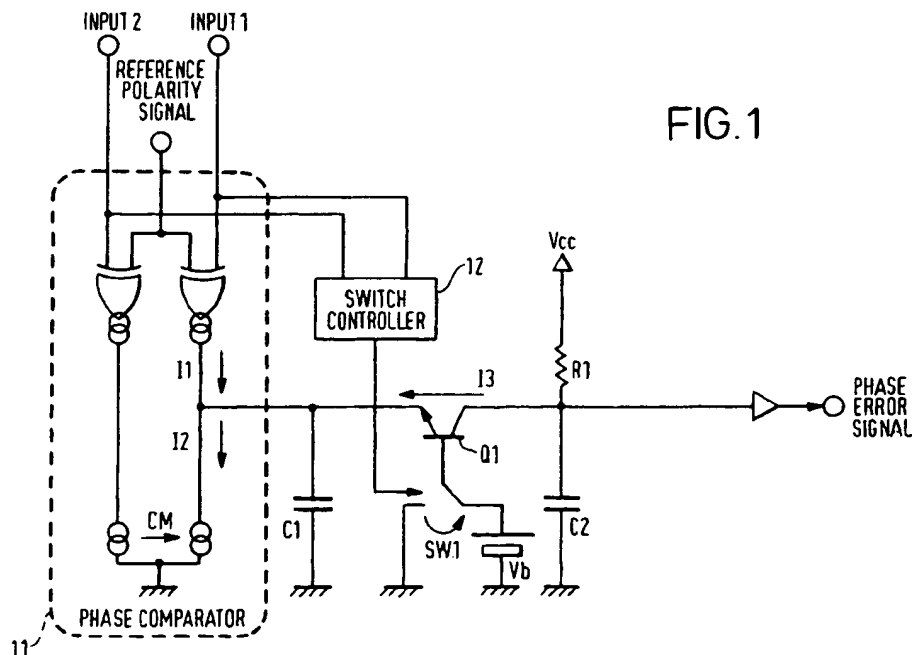 INPUT 2
INPUT 1
REFERENCE
POLARITY
SIGNAL
FIG.1
12
Vcc
SWITCH
CONTROLLER
R1
I1
I3
PHASE
ERROR
SIGNAL
I2
Q1
CM
C1
SW1
C2
Vb
PHASE COMPARATOR
11